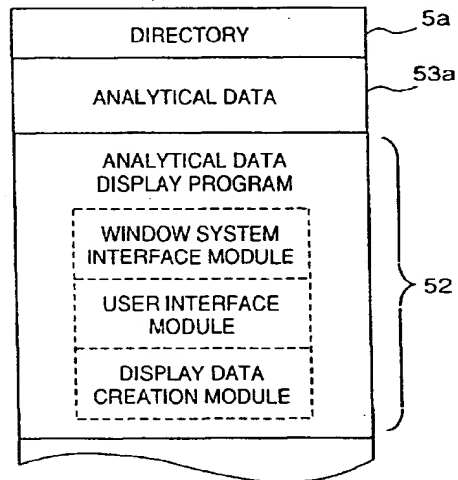 DIRECTORY
5a
ANALYTICAL DATA
53a
ANALYTICAL DATA
DISPLAY PROGRAM
WINDOW SYSTEM
INTERFACE MODULE
USER INTERFACE
MODULE
DISPLAY DATA
CREATION MODULE
52